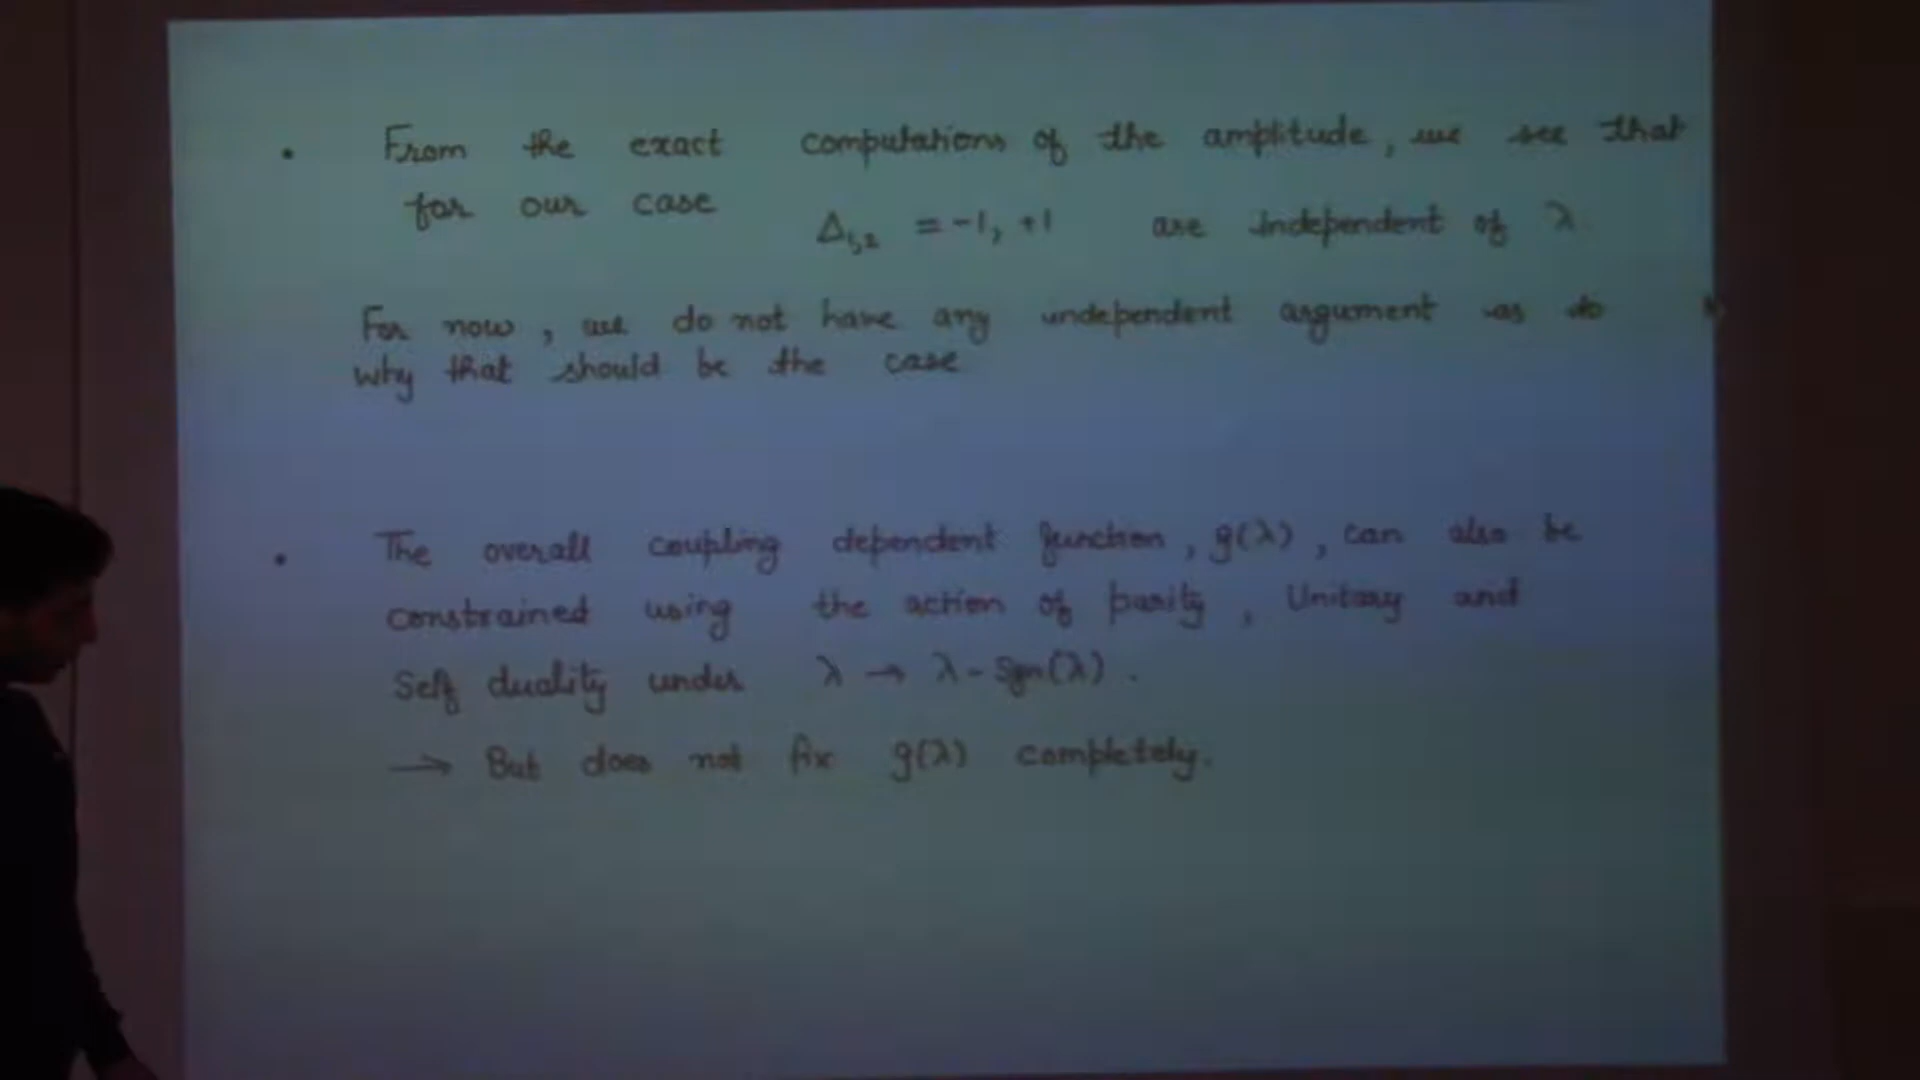 • From the exact computations of the amplitude, we see that
for our case Δ₁,₂ = -1, +1 are independent of λ.
For now, we do not have any independent argument as to
why that should be the case
• The overall coupling dependent function, g(λ), can also be
constrained using the action of parity, Unitary and
Self duality under λ → λ - Sgn(λ).
→ But does not fix g(λ) completely.